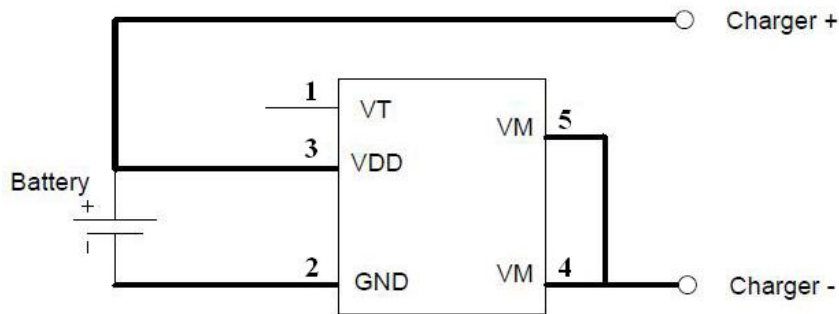 Charger +
1
VT
VM
5
3
VDD
Battery
+
-
2
GND
VM
4
Charger -